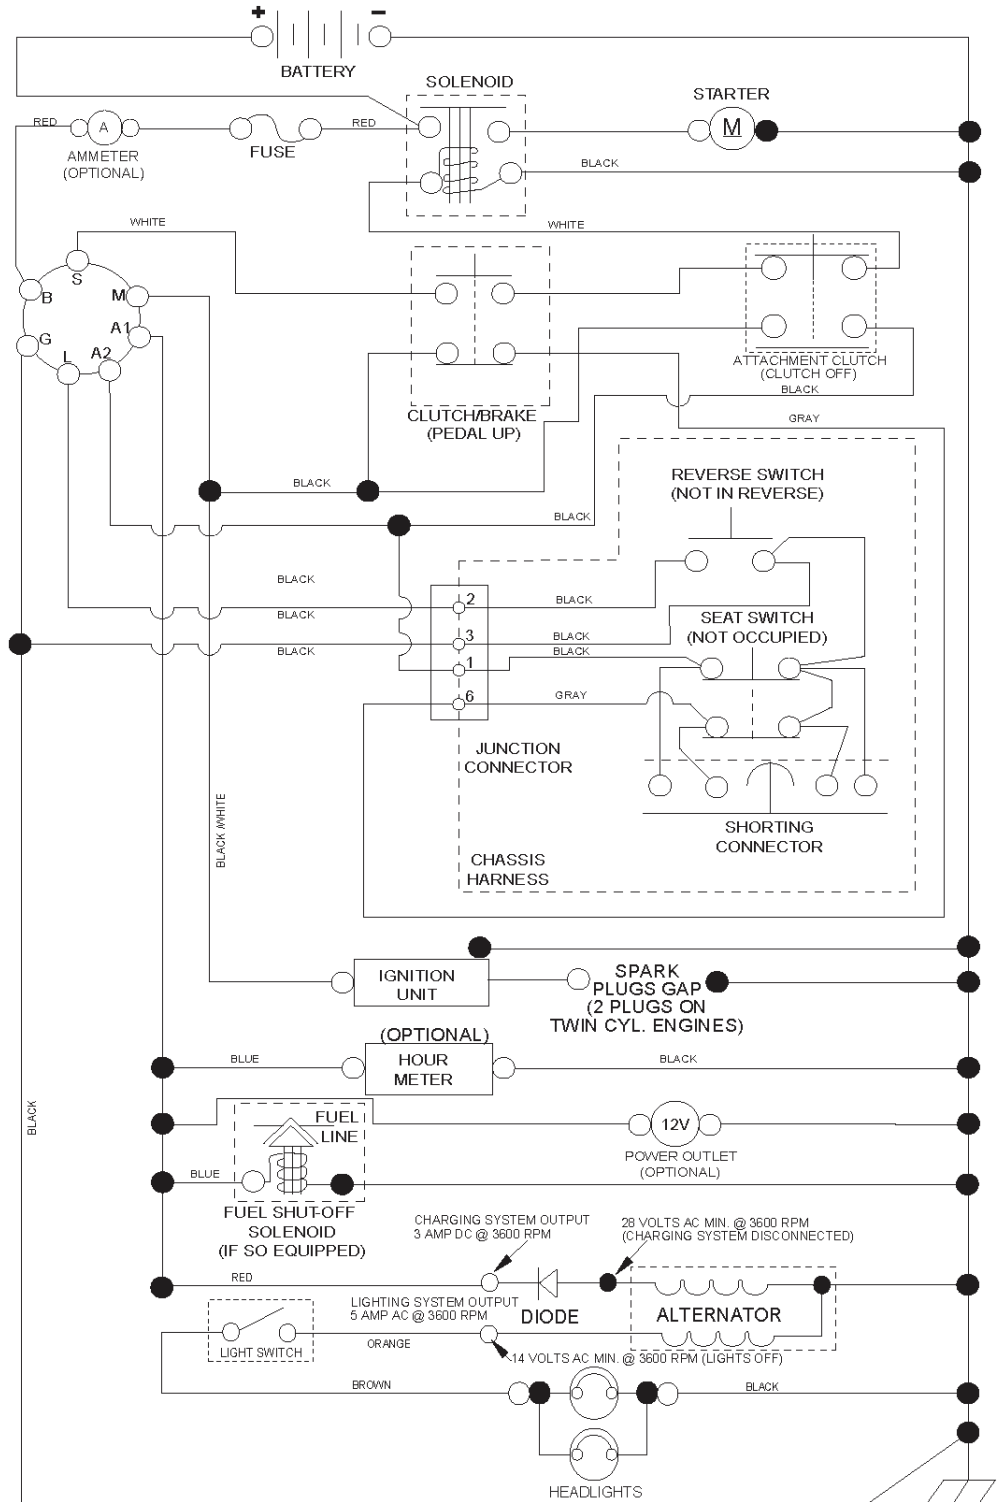 + −
BATTERY
SOLENOID
STARTER
RED
A
RED
M
FUSE
AMMETER
(OPTIONAL)
BLACK
WHITE
WHITE
S
B
M
A1
G
L
A2
ATTACHMENT CLUTCH
(CLUTCH OFF)
BLACK
CLUTCH/BRAKE
(PEDAL UP)
GRAY
REVERSE SWITCH
(NOT IN REVERSE)
BLACK
BLACK
BLACK
2
BLACK
BLACK
SEAT SWITCH
(NOT OCCUPIED)
3
BLACK
BLACK
BLACK
1
6
GRAY
JUNCTION
CONNECTOR
BLACK/WHITE
SHORTING
CONNECTOR
CHASSIS
HARNESS
IGNITION
UNIT
SPARK
PLUGS GAP
(2 PLUGS ON
TWIN CYL. ENGINES)
(OPTIONAL)
BLUE
HOUR
METER
BLACK
BLACK
FUEL
LINE
12V
POWER OUTLET
(OPTIONAL)
BLUE
FUEL SHUT-OFF
SOLENOID
(IF SO EQUIPPED)
CHARGING SYSTEM OUTPUT
3 AMP DC @ 3600 RPM
28 VOLTS AC MIN. @ 3600 RPM
(CHARGING SYSTEM DISCONNECTED)
RED
LIGHTING SYSTEM OUTPUT
5 AMP AC @ 3600 RPM
DIODE
ALTERNATOR
LIGHT SWITCH
ORANGE
14 VOLTS AC MIN. @ 3600 RPM (LIGHTS OFF)
BROWN
BLACK
HEADLIGHTS